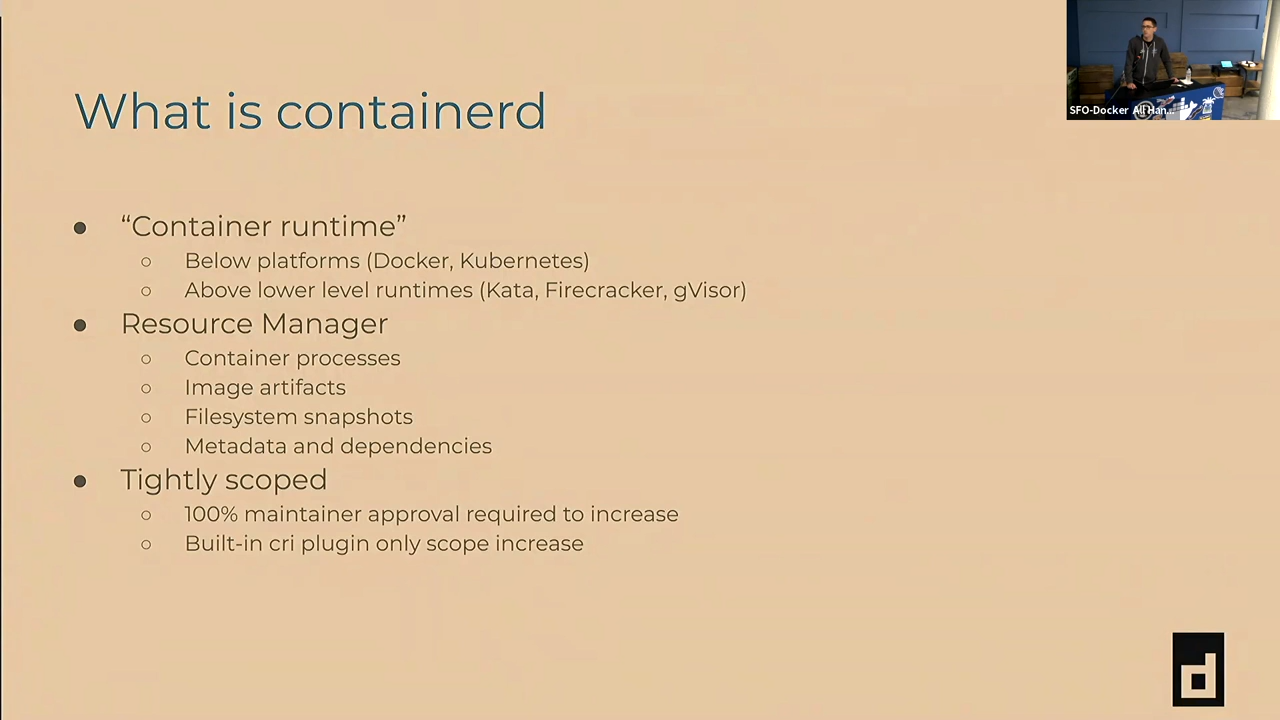 What is containerd
SFO-Docker All Han...
● “Container runtime”
○ Below platforms (Docker, Kubernetes)
○ Above lower level runtimes (Kata, Firecracker, gVisor)
● Resource Manager
○ Container processes
○ Image artifacts
○ Filesystem snapshots
○ Metadata and dependencies
● Tightly scoped
○ 100% maintainer approval required to increase
○ Built-in cri plugin only scope increase
d